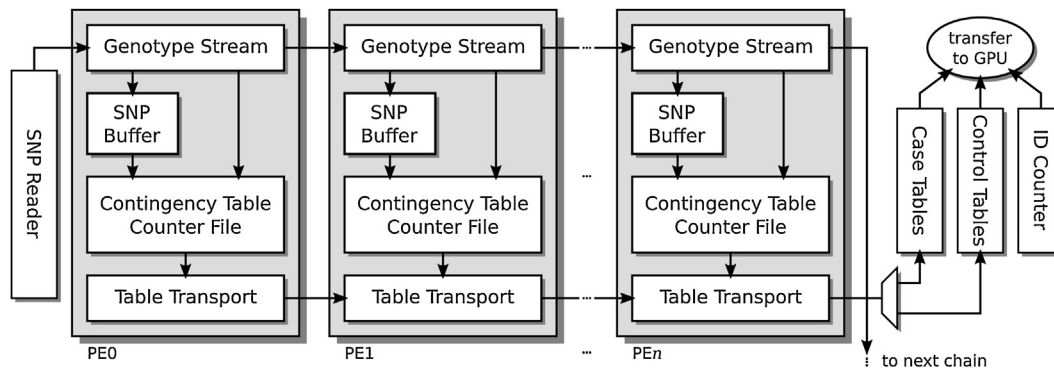 SNP Reader
Genotype Stream
SNP
Buffer
Contingency Table
Counter File
Table Transport
PE0
Genotype Stream
SNP
Buffer
Contingency Table
Counter File
Table Transport
PE1
...
...
...
...
Genotype Stream
SNP
Buffer
Contingency Table
Counter File
Table Transport
PEn
transfer
to GPU
Case Tables
Control Tables
ID Counter
to next chain